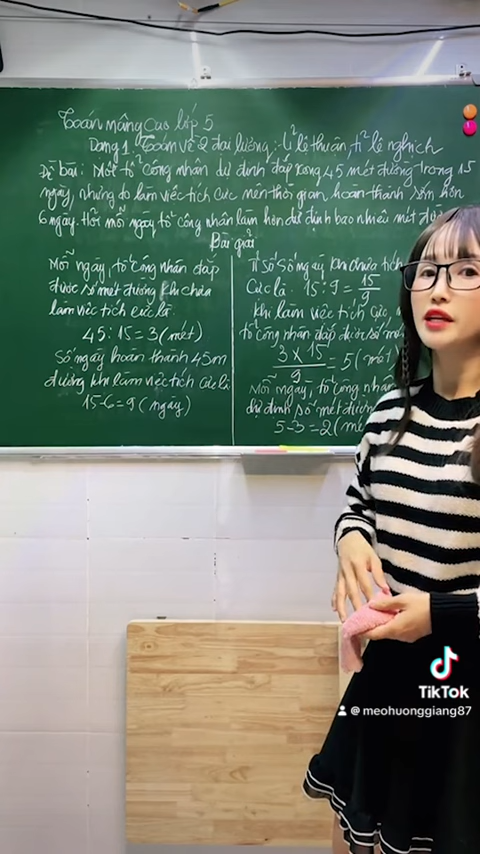 Toán nâng cao lớp 5
Dạng 1: Toán về 2 đại lượng: tỉ lệ thuận, tỉ lệ nghịch
Đề bài: Một tổ công nhân dự định đắp xong 45 mét đường trong 15
ngày, nhưng do làm việc tích cực nên thời gian hoàn thành sớm hơn
6 ngày. Hỏi mỗi ngày, tổ công nhân làm hơn dự định bao nhiêu mét
Bài giải
Mỗi ngày, tổ công nhân đắp
được số mét đường khi chưa
làm việc tích cực là:
45 : 15 = 3 (mét)
Số ngày hoàn thành 45m
đường khi làm việc tích cực là
15-6=9 (ngày)
Tỉ số số ngày khi chưa tích
cực là: 15 : 9 = 15/9
Khi làm việc tích cực,
tổ công nhân đắp được số mé
3 × 15 / 9 = 5 (mét
Mỗi ngày, tổ công nhân
dự định số mét đườn
5-3=2 (mé
TikTok
@ meohuonggiang87